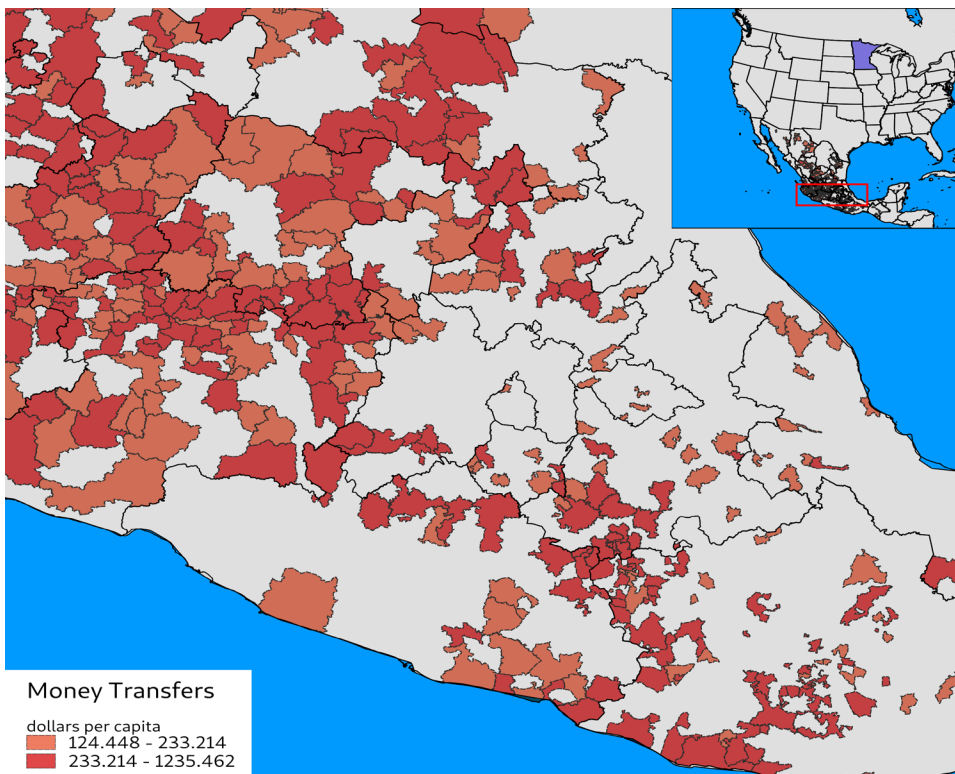 Money Transfers
dollars per capita
124.448 - 233.214
233.214 - 1235.462